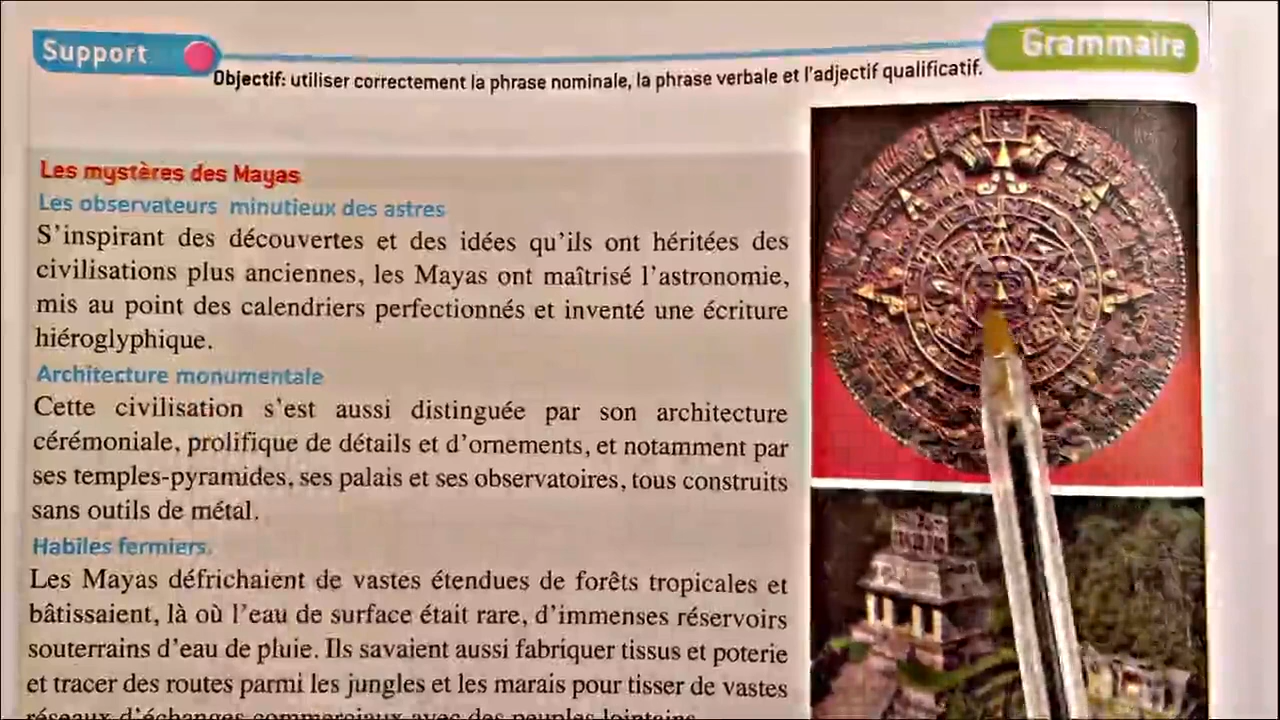 Support
Grammaire
Objectif: utiliser correctement la phrase nominale, la phrase verbale et l'adjectif qualificatif.
Les mystères des Mayas
Les observateurs minutieux des astres
S'inspirant des découvertes et des idées qu'ils ont héritées des
civilisations plus anciennes, les Mayas ont maîtrisé l'astronomie,
mis au point des calendriers perfectionnés et inventé une écriture
hiéroglyphique.
Architecture monumentale
Cette civilisation s'est aussi distinguée par son architecture
cérémoniale, prolifique de détails et d'ornements, et notamment par
ses temples-pyramides, ses palais et ses observatoires, tous construits
sans outils de métal.
Habiles fermiers.
Les Mayas défrichaient de vastes étendues de forêts tropicales et
bâtissaient, là où l'eau de surface était rare, d'immenses réservoirs
souterrains d'eau de pluie. Ils savaient aussi fabriquer tissus et poterie
et tracer des routes parmi les jungles et les marais pour tisser de vastes
réseaux d'échanges commerciaux avec des peuples lointains.